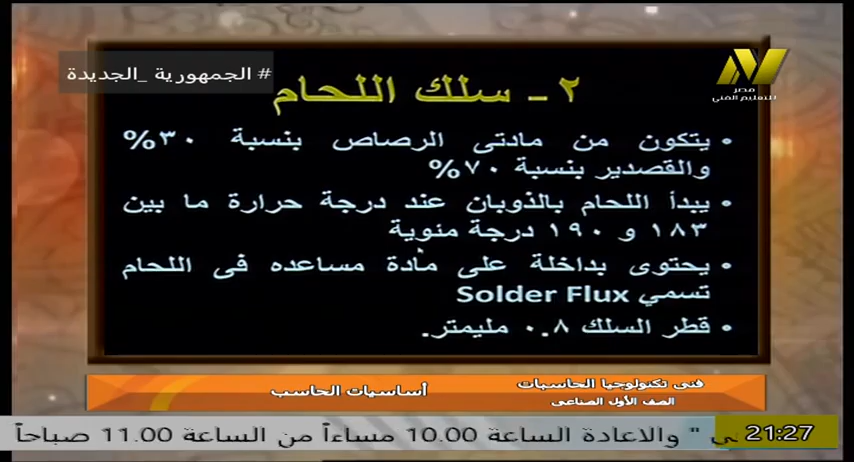 # الجمهورية _الجديدة
مصر
للتعليم الفنى
٢ - سلك اللحام
• يتكون من مادتى الرصاص بنسبة ٣٠%
والقصدير بنسبة ٧٠%
• يبدأ اللحام بالذوبان عند درجة حرارة ما بين
١٨٣ و ١٩٠ درجة مئوية
• يحتوى بداخلة على مادة مساعده فى اللحام
تسمي Solder Flux
• قطر السلك ٠.٨ مليمتر.
فنى تكنولوجيا الحاسبات
الصف الأول الصناعى
أساسيات الحاسب
" والاعادة الساعة 10.00 مساءاً من الساعة 11.00 صباحاً
21:27